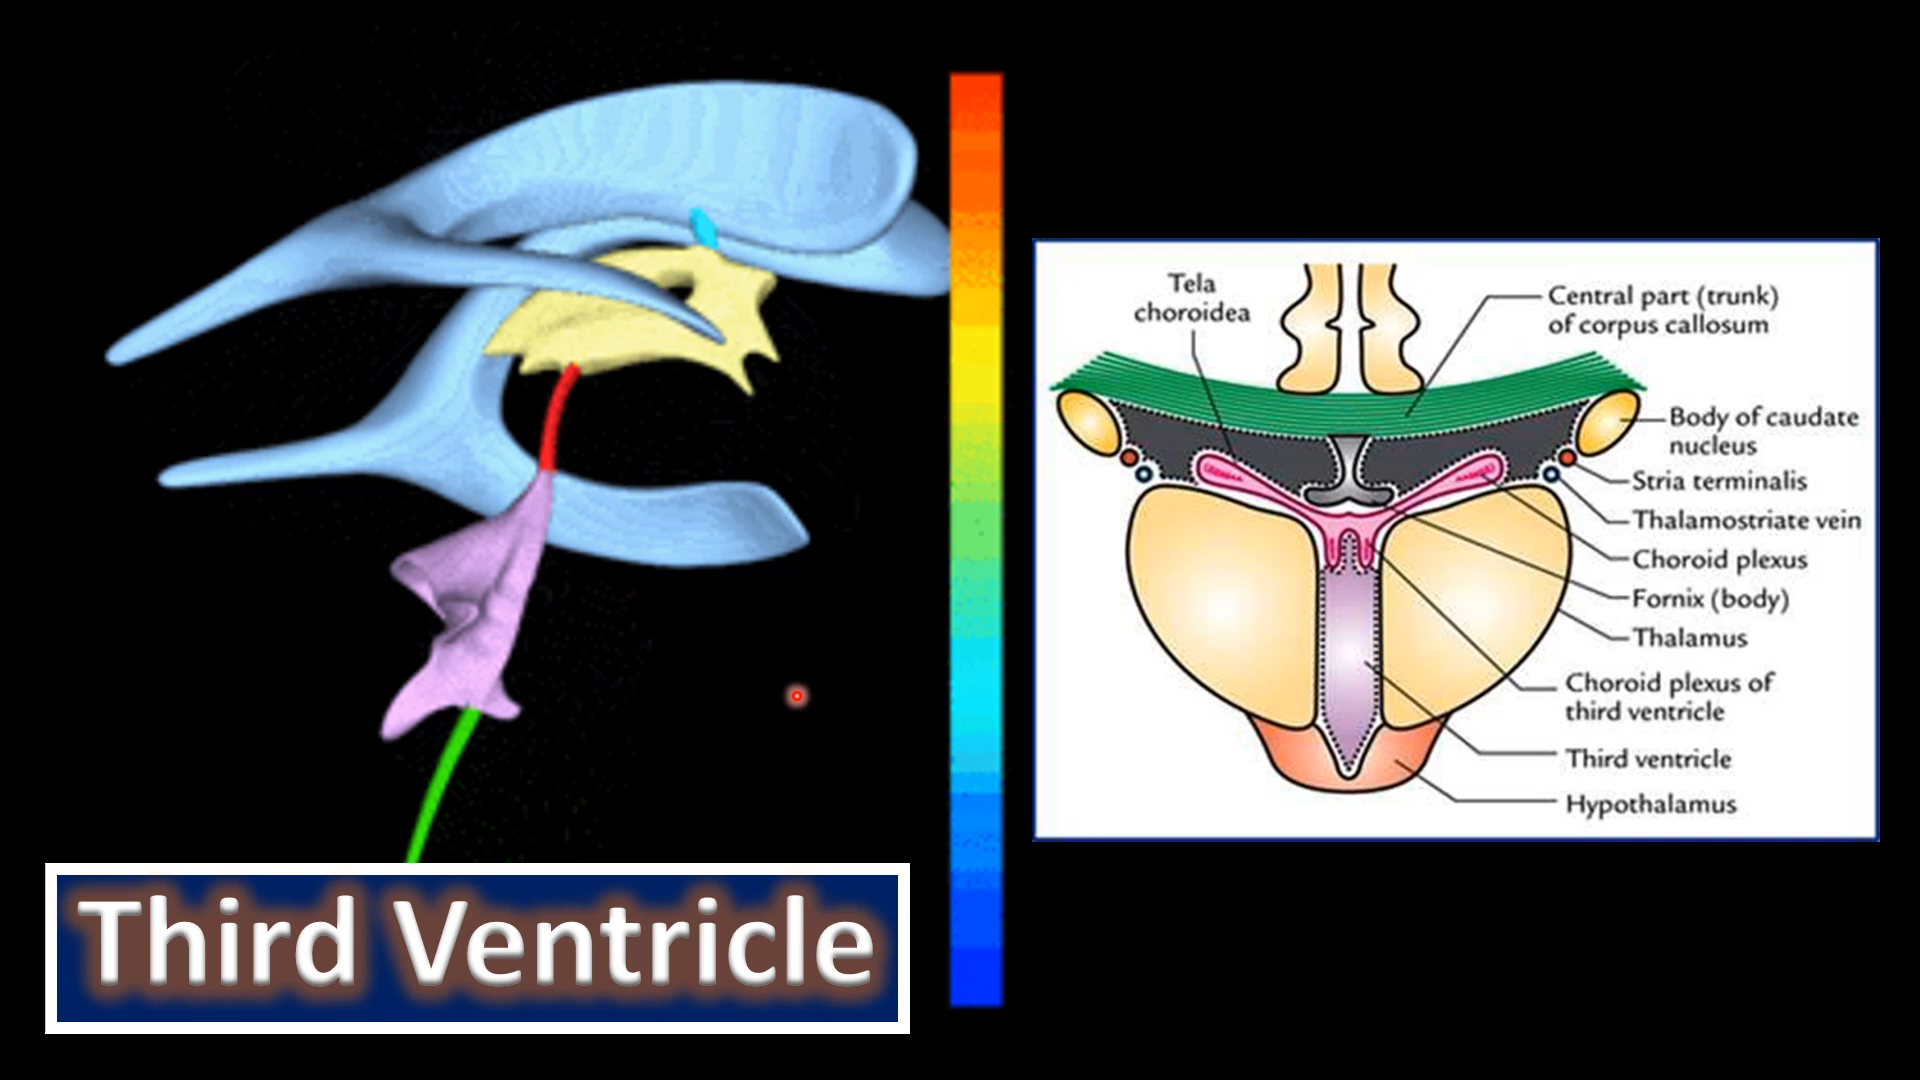 Third Ventricle
Tela
choroidea
Central part (trunk)
of corpus callosum
Body of caudate
nucleus
Stria terminalis
Thalamostriate vein
Choroid plexus
Fornix (body)
Thalamus
Choroid plexus of
third ventricle
Third ventricle
Hypothalamus